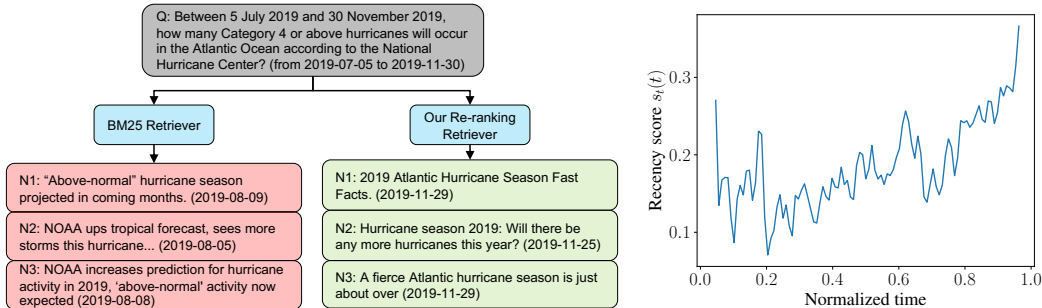 Q: Between 5 July 2019 and 30 November 2019,
how many Category 4 or above hurricanes will occur
in the Atlantic Ocean according to the National
Hurricane Center? (from 2019-07-05 to 2019-11-30)
BM25 Retriever
Our Re-ranking
Retriever
N1: “Above-normal” hurricane season
projected in coming months. (2019-08-09)
N2: NOAA ups tropical forecast, sees more
storms this hurricane... (2019-08-05)
N3: NOAA increases prediction for hurricane
activity in 2019, ‘above-normal' activity now
expected (2019-08-08)
N1: 2019 Atlantic Hurricane Season Fast
Facts. (2019-11-29)
N2: Hurricane season 2019: Will there be
any more hurricanes this year? (2019-11-25)
N3: A fierce Atlantic hurricane season is just
about over (2019-11-29)
Recency score s_t(t)
0.3
0.2
0.1
0.0 0.2 0.4 0.6 0.8 1.0
Normalized time